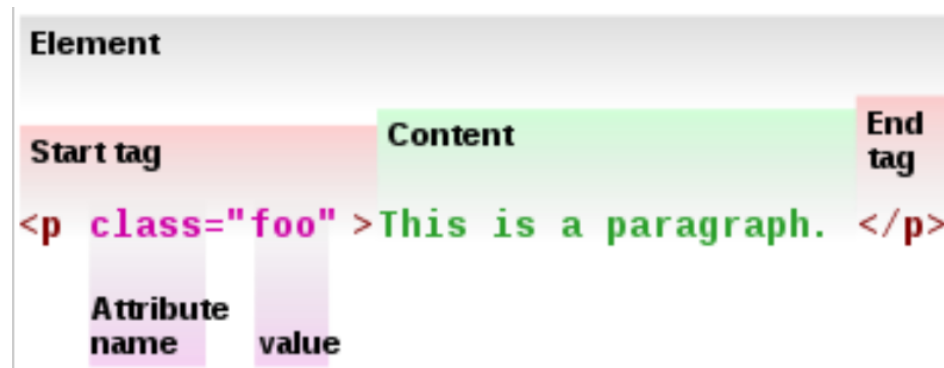 Element
Start tag
Content
End
tag
<p class="foo" >This is a paragraph. </p>
Attribute
name
value